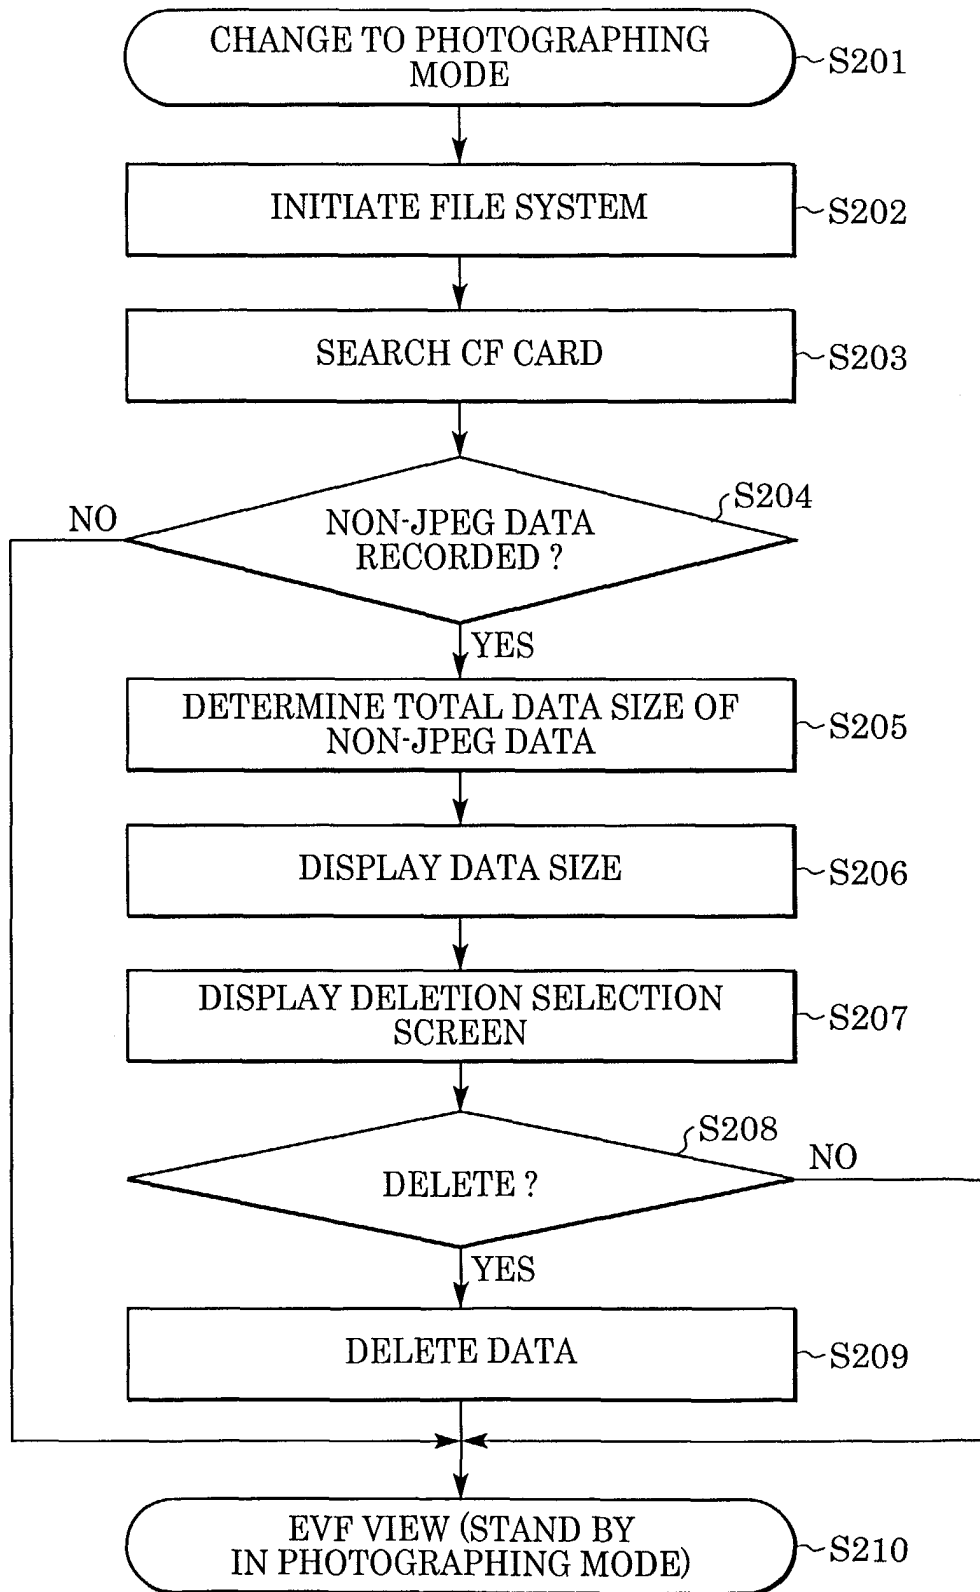 CHANGE TO PHOTOGRAPHING
MODE
S201
INITIATE FILE SYSTEM
S202
SEARCH CF CARD
S203
S204
NO
NON-JPEG DATA
RECORDED ?
YES
DETERMINE TOTAL DATA SIZE OF
NON-JPEG DATA
S205
DISPLAY DATA SIZE
S206
DISPLAY DELETION SELECTION
SCREEN
S207
S208
NO
DELETE ?
YES
DELETE DATA
S209
EVF VIEW (STAND BY
IN PHOTOGRAPHING MODE)
S210